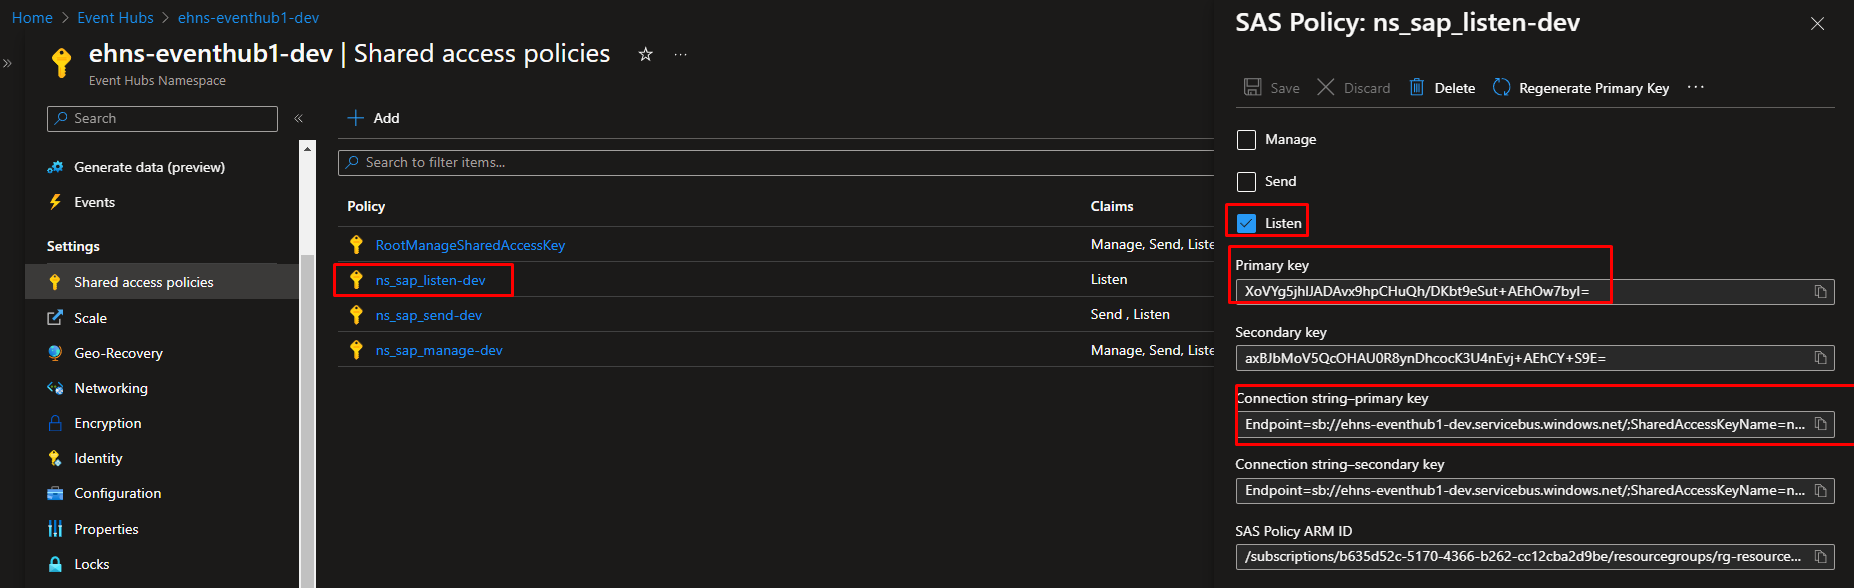 Home > Event Hubs > ehns-eventhub1-dev
ehns-eventhub1-dev | Shared access policies
Event Hubs Namespace
Search
Generate data (preview)
Events
Settings
Shared access policies
Scale
Geo-Recovery
Networking
Encryption
Identity
Configuration
Properties
Locks
Add
Search to filter items...
Policy Claims
RootManageSharedAccessKey Manage, Send, Liste
ns_sap_listen-dev Listen
ns_sap_send-dev Send , Listen
ns_sap_manage-dev Manage, Send, Liste
SAS Policy: ns_sap_listen-dev
Save Discard Delete Regenerate Primary Key
Manage
Send
Listen
Primary key
XoVYg5jhIJADAvx9hpCHuQh/DKbt9eSut+AEhOw7byI=
Secondary key
axBJbMoV5QcOHAU0R8ynDhcocK3U4nEvj+AEhCY+S9E=
Connection string–primary key
Endpoint=sb://ehns-eventhub1-dev.servicebus.windows.net/;SharedAccessKeyName=n...
Connection string–secondary key
Endpoint=sb://ehns-eventhub1-dev.servicebus.windows.net/;SharedAccessKeyName=n...
SAS Policy ARM ID
/subscriptions/b635d52c-5170-4366-b262-cc12cba2d9be/resourcegroups/rg-resource...